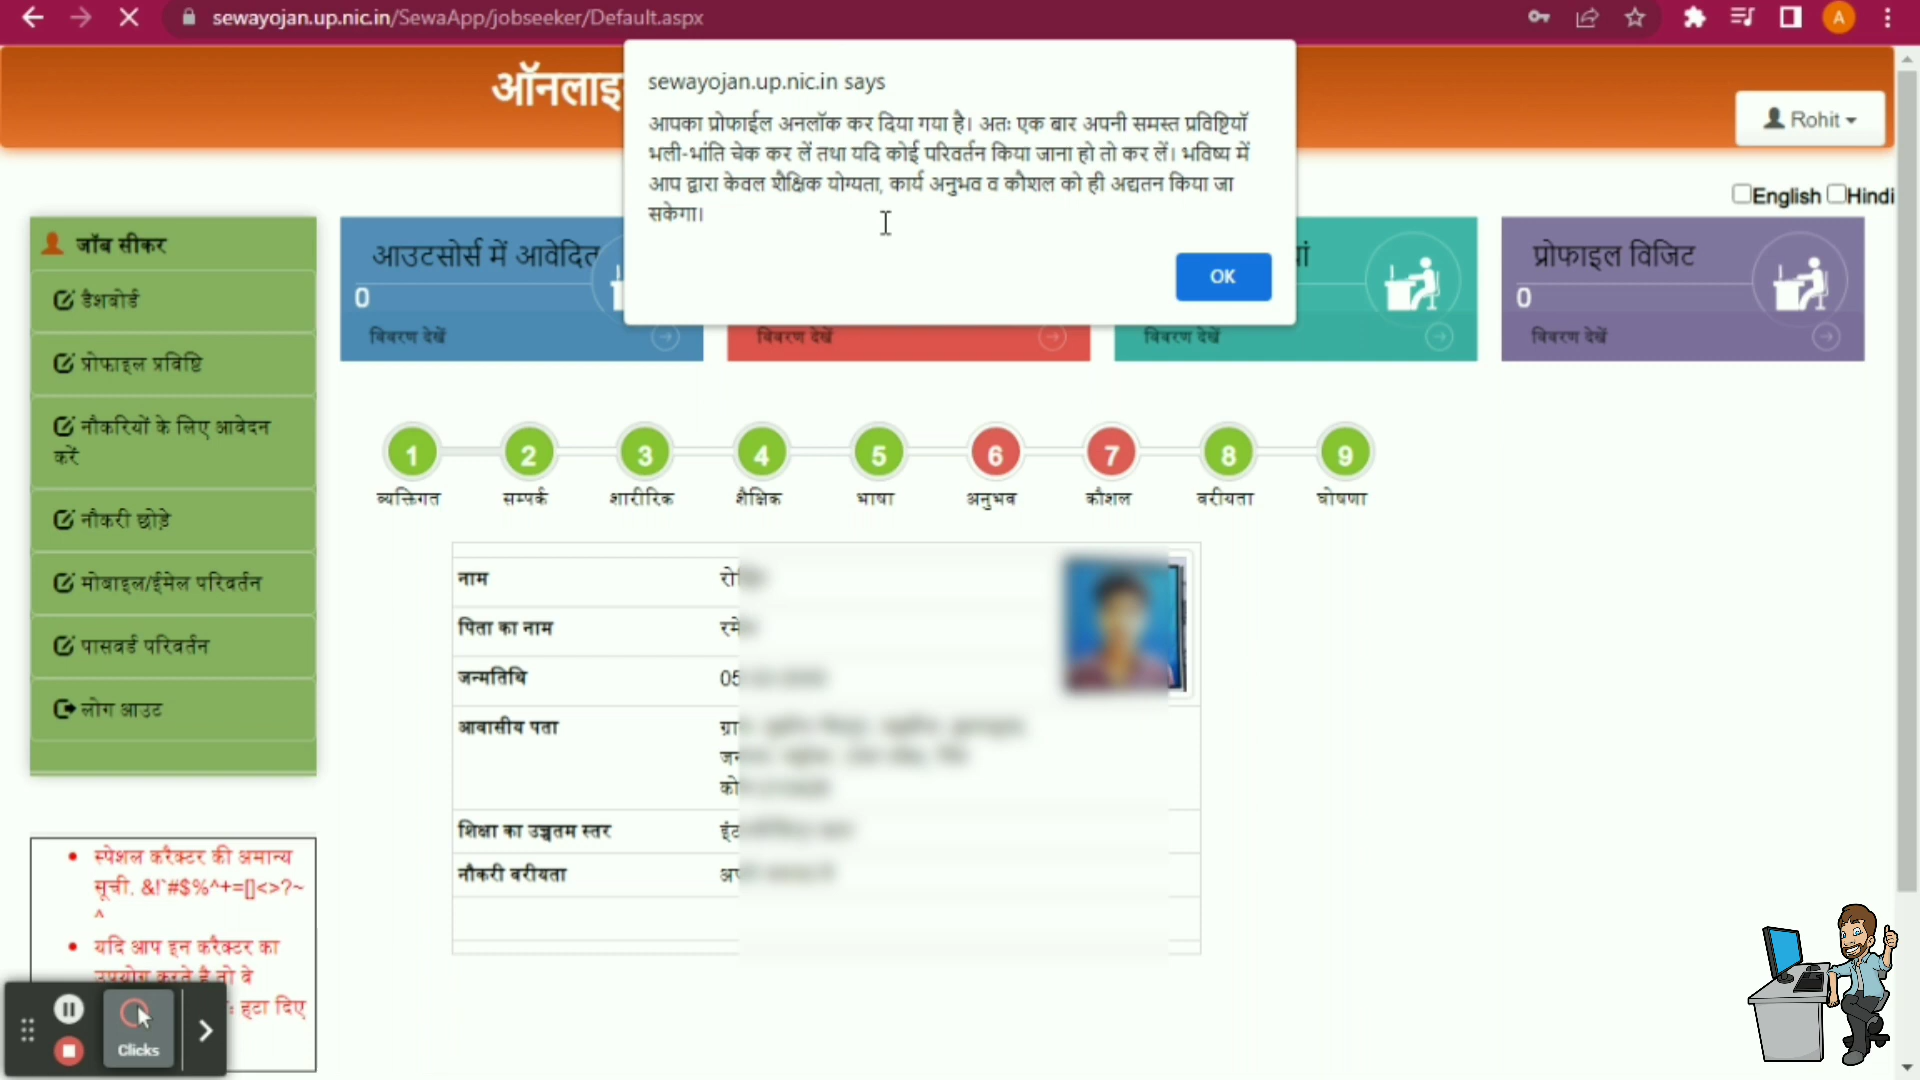 sewayojan.up.nic.in/SewaApp/jobseeker/Default.aspx
A
ऑनलाइ
Rohit
English Hindi
sewayojan.up.nic.in says
आपका प्रोफाईल अनलॉक कर दिया गया है। अतः एक बार अपनी समस्त प्रविष्टियाँ
भली-भांति चेक कर लें तथा यदि कोई परिवर्तन किया जाना हो तो कर लें। भविष्य में
आप द्वारा केवल शैक्षिक योग्यता, कार्य अनुभव व कौशल को ही अद्यतन किया जा
सकेगा।
OK
जॉब सीकर
डैशबोर्ड
प्रोफाइल प्रविष्टि
नौकरियों के लिए आवेदन
करें
नौकरी छोड़े
मोबाइल/ईमेल परिवर्तन
पासवर्ड परिवर्तन
लोग आउट
आउटसोर्स में आवेदित
0
विवरण देखें
विवरण देखें
विवरण देखें
प्रोफाइल विजिट
0
विवरण देखें
1 2 3 4 5 6 7 8 9
व्यक्तिगत सम्पर्क शारीरिक शैक्षिक भाषा अनुभव कौशल वरीयता घोषणा
नाम
पिता का नाम
जन्मतिथि
आवासीय पता
शिक्षा का उच्चतम स्तर
नौकरी वरीयता
स्पेशल करैक्टर की अमान्य
सूची. &!`#$%^+=[]<>?~
^
यदि आप इन करैक्टर का
उपयोग करते है तो वे
हटा दिए
Clicks